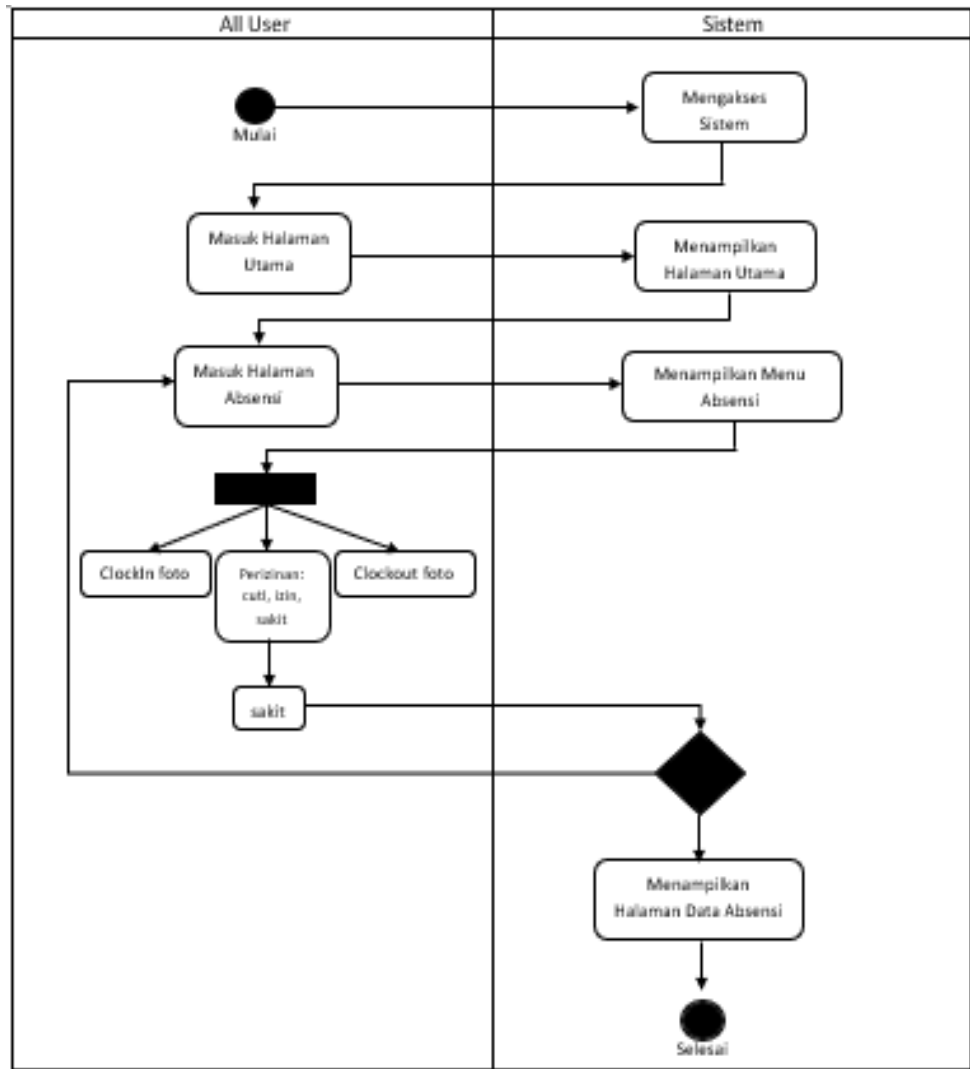 All User
Sistem
Mulai
Mengakses
Sistem
Masuk Halaman
Utama
Menampilkan
Halaman Utama
Masuk Halaman
Absensi
Menampilkan Menu
Absensi
ClockIn foto
Perizinan:
cuti, izin,
sakit
Clockout foto
sakit
Menampilkan
Halaman Data Absensi
Selesai